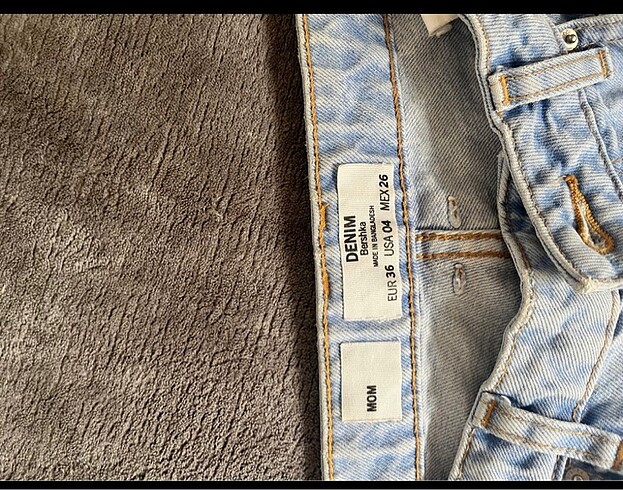 DENIM
Bershka
MADE IN BANGLADESH
EUR 36 USA 04 MEX 26
MOM